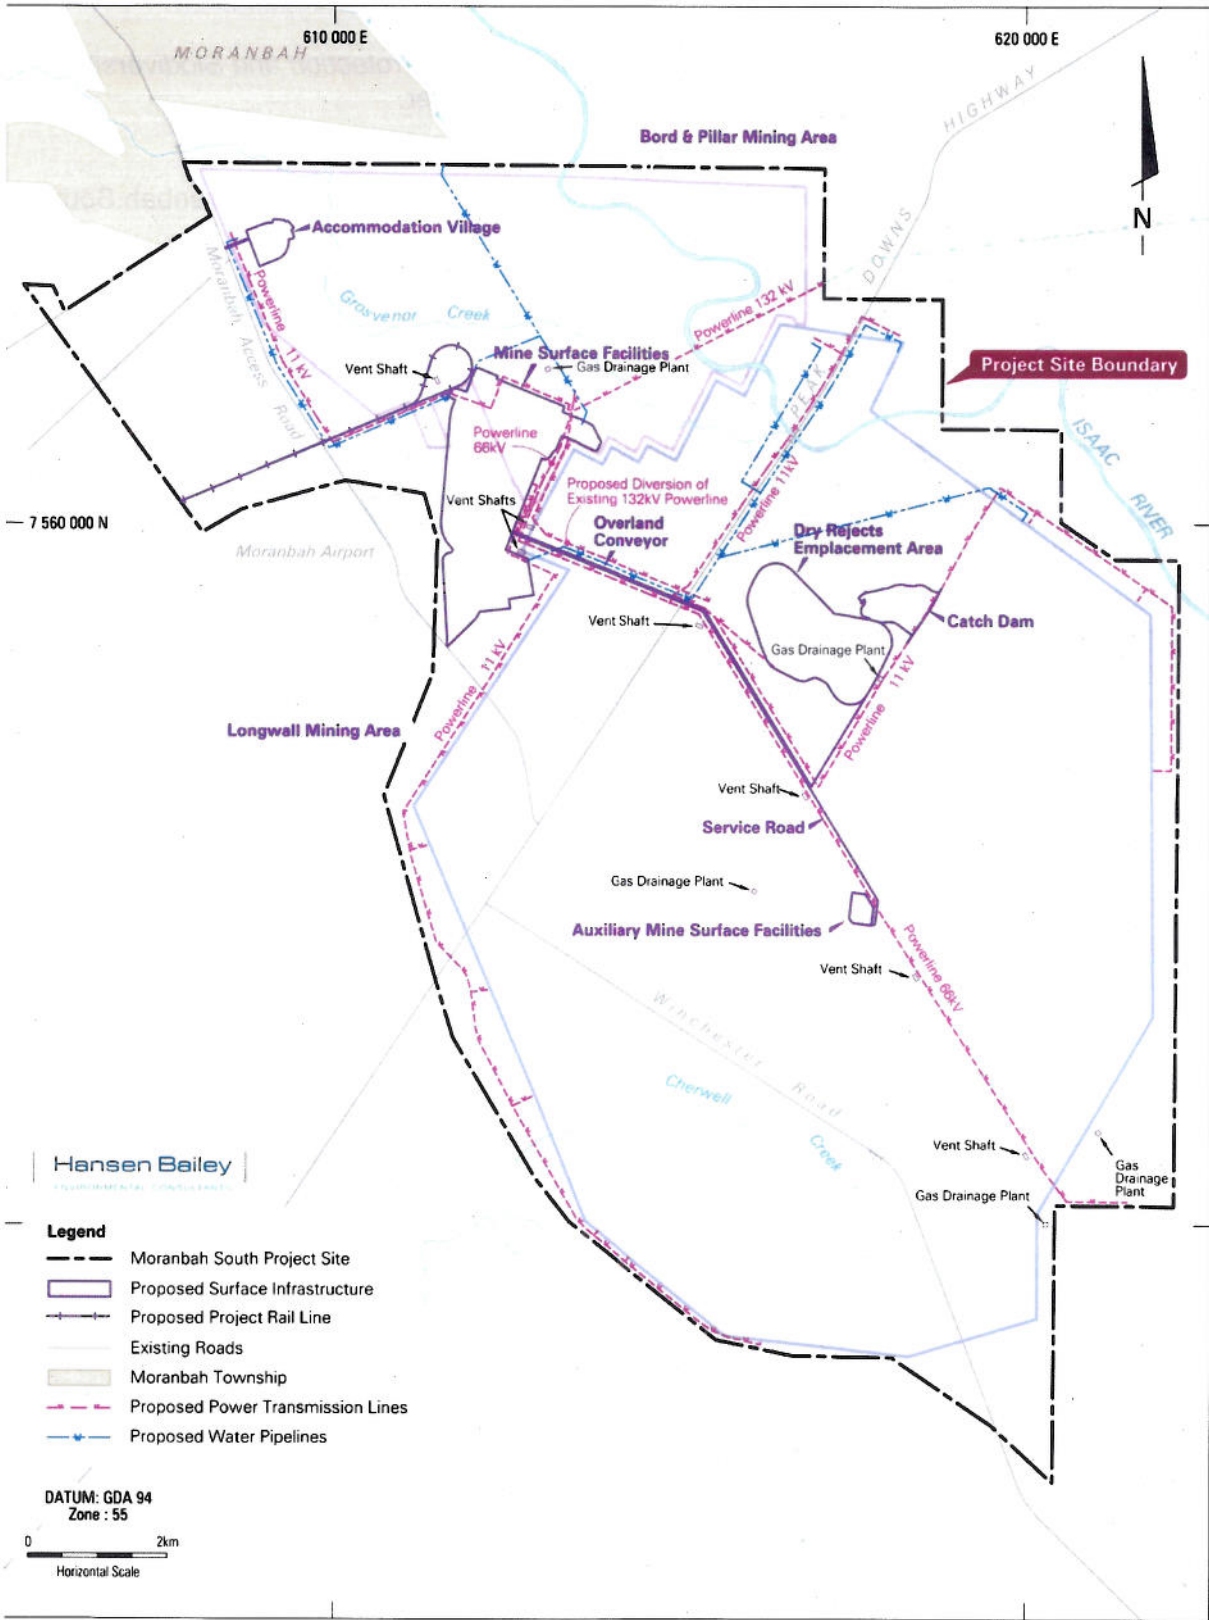 610 000 E
620 000 E
MORANBAH
HIGHWAY
Bord & Pillar Mining Area
N
DOWNS
Accommodation Village
Moranbah Access Road
Powerline 11 kV
Grosvenor Creek
Powerline 132 kV
Mine Surface Facilities
Vent Shaft
Gas Drainage Plant
PEAK
Project Site Boundary
ISAAC
RIVER
Powerline
66kV
Proposed Diversion of
Existing 132kV Powerline
Vent Shafts
Powerline 11kV
7 560 000 N
Overland
Conveyor
Dry Rejects
Emplacement Area
Moranbah Airport
Vent Shaft
Catch Dam
Gas Drainage Plant
Powerline 11 kV
Powerline 11 kV
Longwall Mining Area
Vent Shaft
Service Road
Gas Drainage Plant
Auxiliary Mine Surface Facilities
Powerline 66kV
Vent Shaft
Winchester Road
Cherwell
Creek
Vent Shaft
Gas
Drainage
Plant
Gas Drainage Plant
Hansen Bailey
ENVIRONMENTAL CONSULTANTS
Legend
Moranbah South Project Site
Proposed Surface Infrastructure
Proposed Project Rail Line
Existing Roads
Moranbah Township
Proposed Power Transmission Lines
Proposed Water Pipelines
DATUM: GDA 94
Zone : 55
0 2km
Horizontal Scale